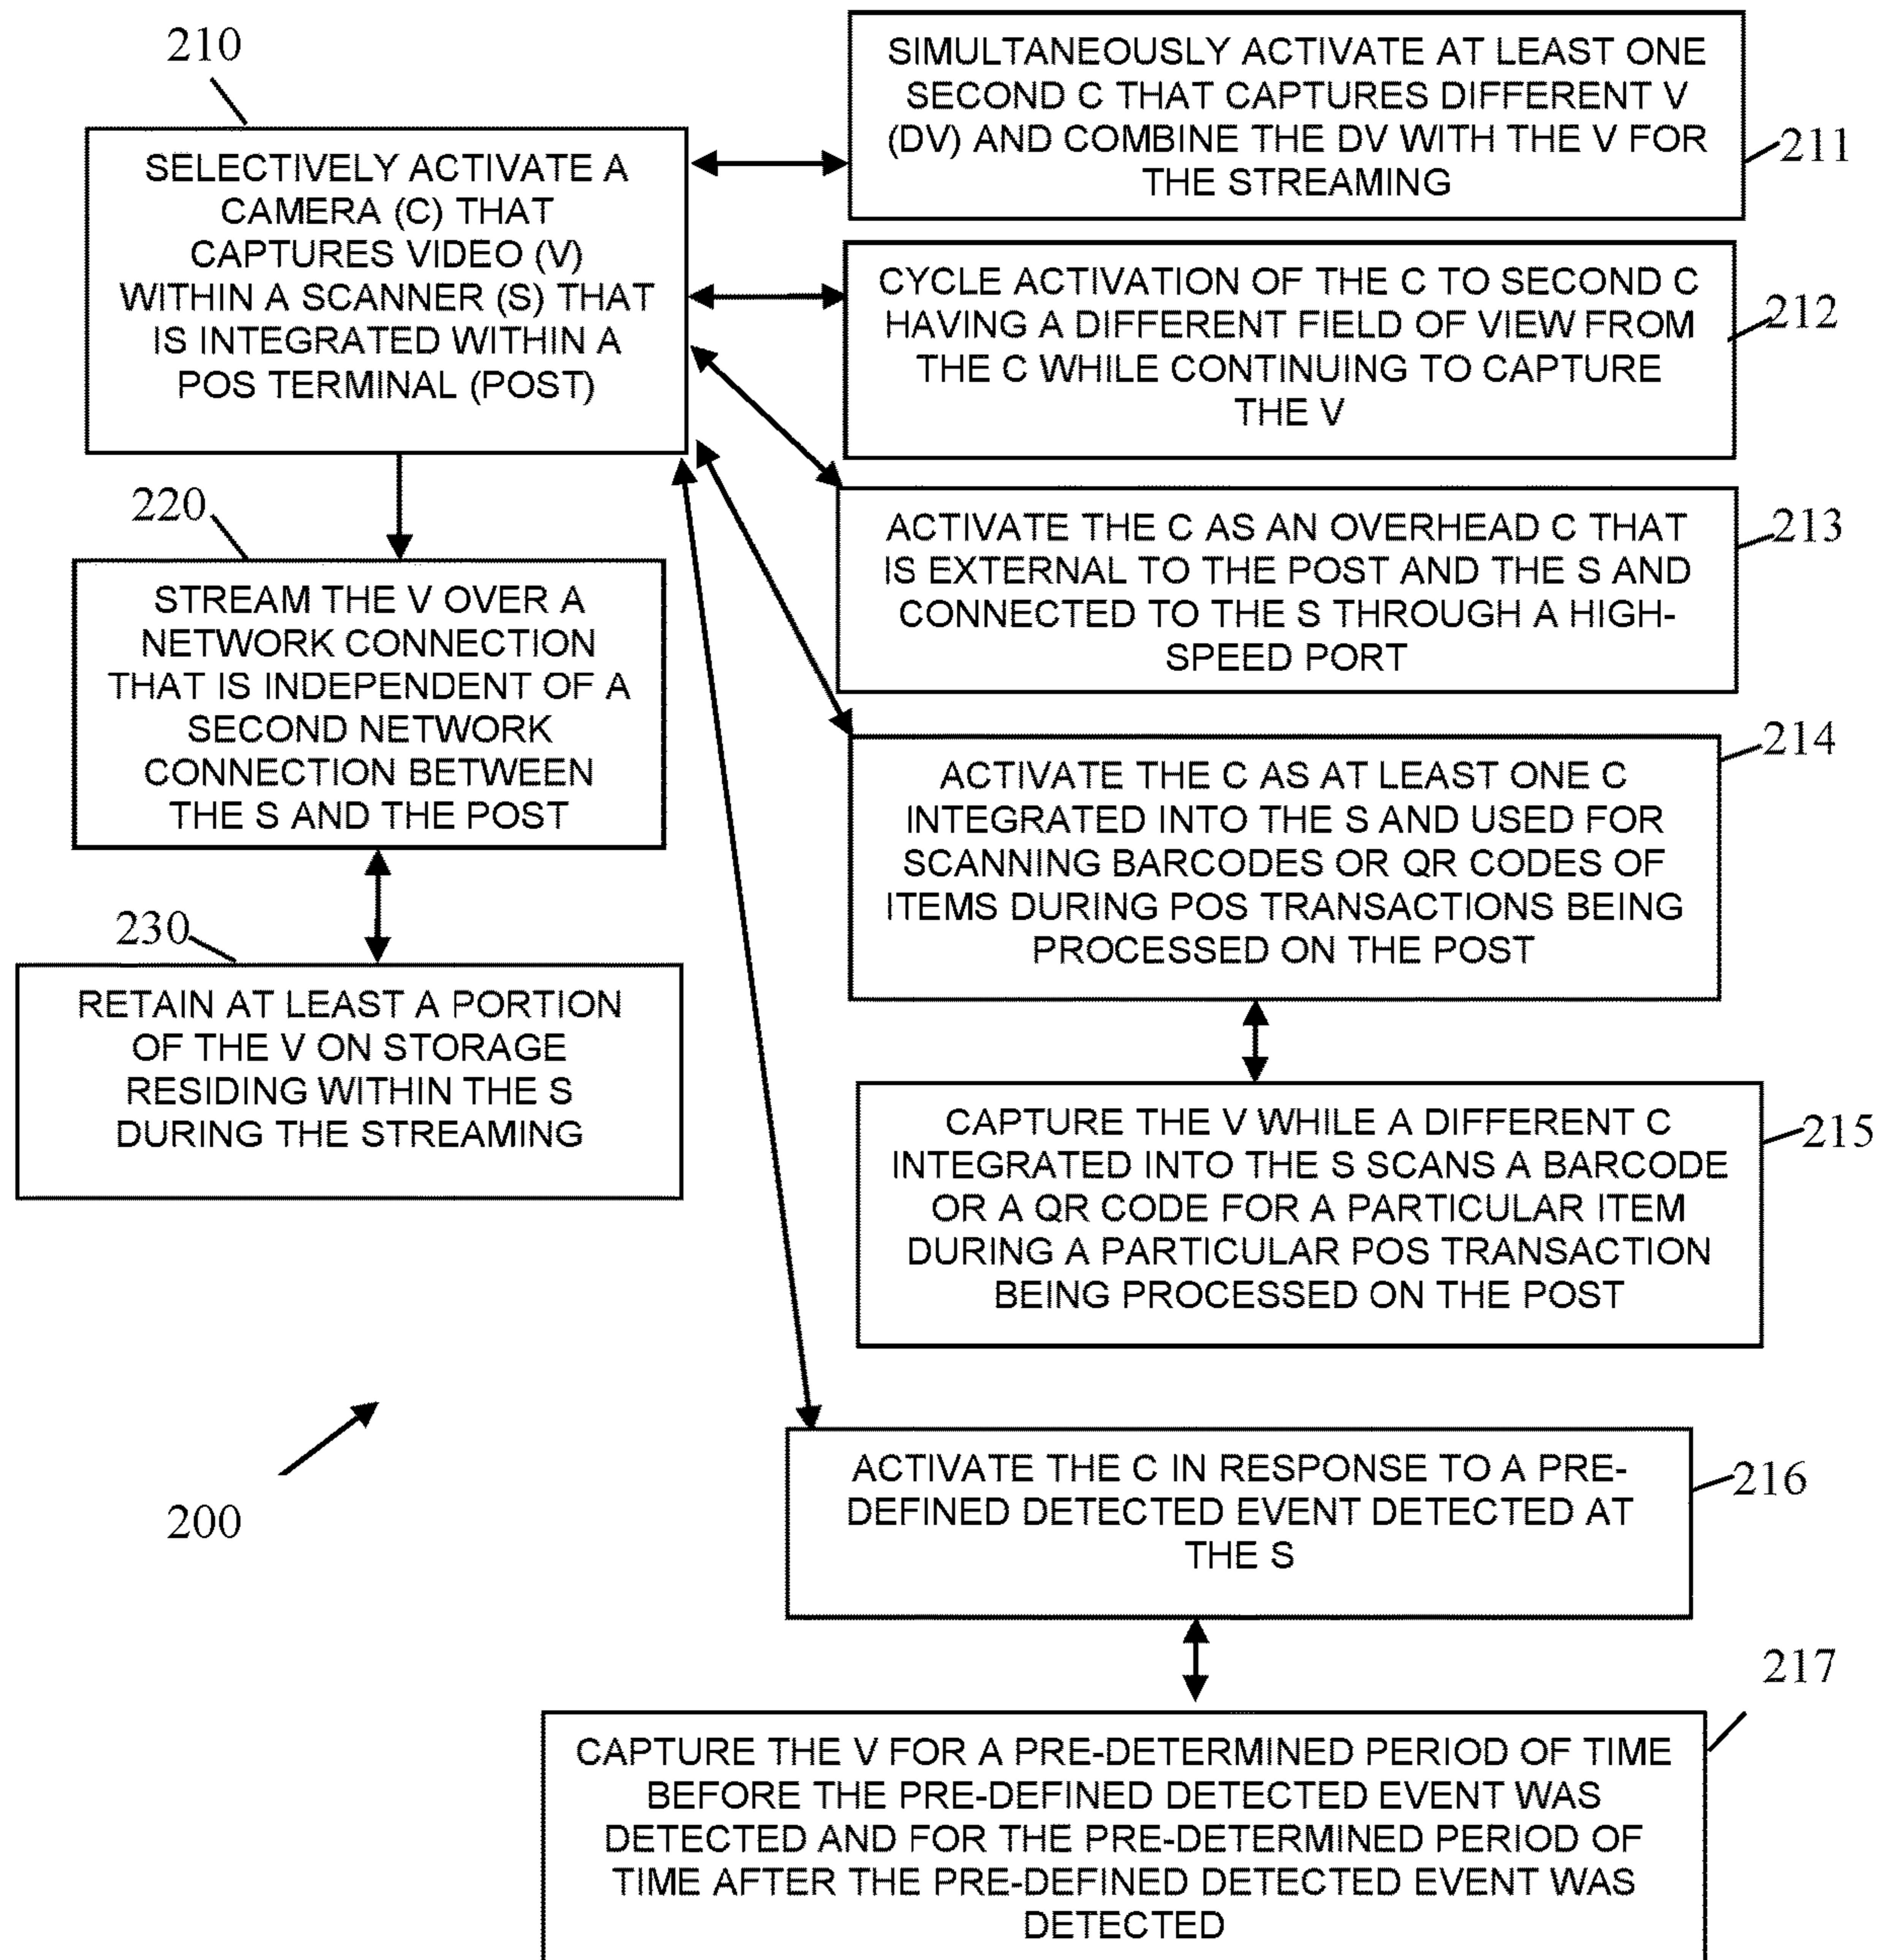 210
SELECTIVELY ACTIVATE A
CAMERA (C) THAT
CAPTURES VIDEO (V)
WITHIN A SCANNER (S) THAT
IS INTEGRATED WITHIN A
POS TERMINAL (POST)
SIMULTANEOUSLY ACTIVATE AT LEAST ONE
SECOND C THAT CAPTURES DIFFERENT V
(DV) AND COMBINE THE DV WITH THE V FOR
THE STREAMING
211
CYCLE ACTIVATION OF THE C TO SECOND C
HAVING A DIFFERENT FIELD OF VIEW FROM
THE C WHILE CONTINUING TO CAPTURE
THE V
212
ACTIVATE THE C AS AN OVERHEAD C THAT
IS EXTERNAL TO THE POST AND THE S AND
CONNECTED TO THE S THROUGH A HIGH-
SPEED PORT
213
220
STREAM THE V OVER A
NETWORK CONNECTION
THAT IS INDEPENDENT OF A
SECOND NETWORK
CONNECTION BETWEEN
THE S AND THE POST
214
ACTIVATE THE C AS AT LEAST ONE C
INTEGRATED INTO THE S AND USED FOR
SCANNING BARCODES OR QR CODES OF
ITEMS DURING POS TRANSACTIONS BEING
PROCESSED ON THE POST
230
RETAIN AT LEAST A PORTION
OF THE V ON STORAGE
RESIDING WITHIN THE S
DURING THE STREAMING
CAPTURE THE V WHILE A DIFFERENT C
INTEGRATED INTO THE S SCANS A BARCODE
OR A QR CODE FOR A PARTICULAR ITEM
DURING A PARTICULAR POS TRANSACTION
BEING PROCESSED ON THE POST
215
200
ACTIVATE THE C IN RESPONSE TO A PRE-
DEFINED DETECTED EVENT DETECTED AT
THE S
216
217
CAPTURE THE V FOR A PRE-DETERMINED PERIOD OF TIME
BEFORE THE PRE-DEFINED DETECTED EVENT WAS
DETECTED AND FOR THE PRE-DETERMINED PERIOD OF
TIME AFTER THE PRE-DEFINED DETECTED EVENT WAS
DETECTED